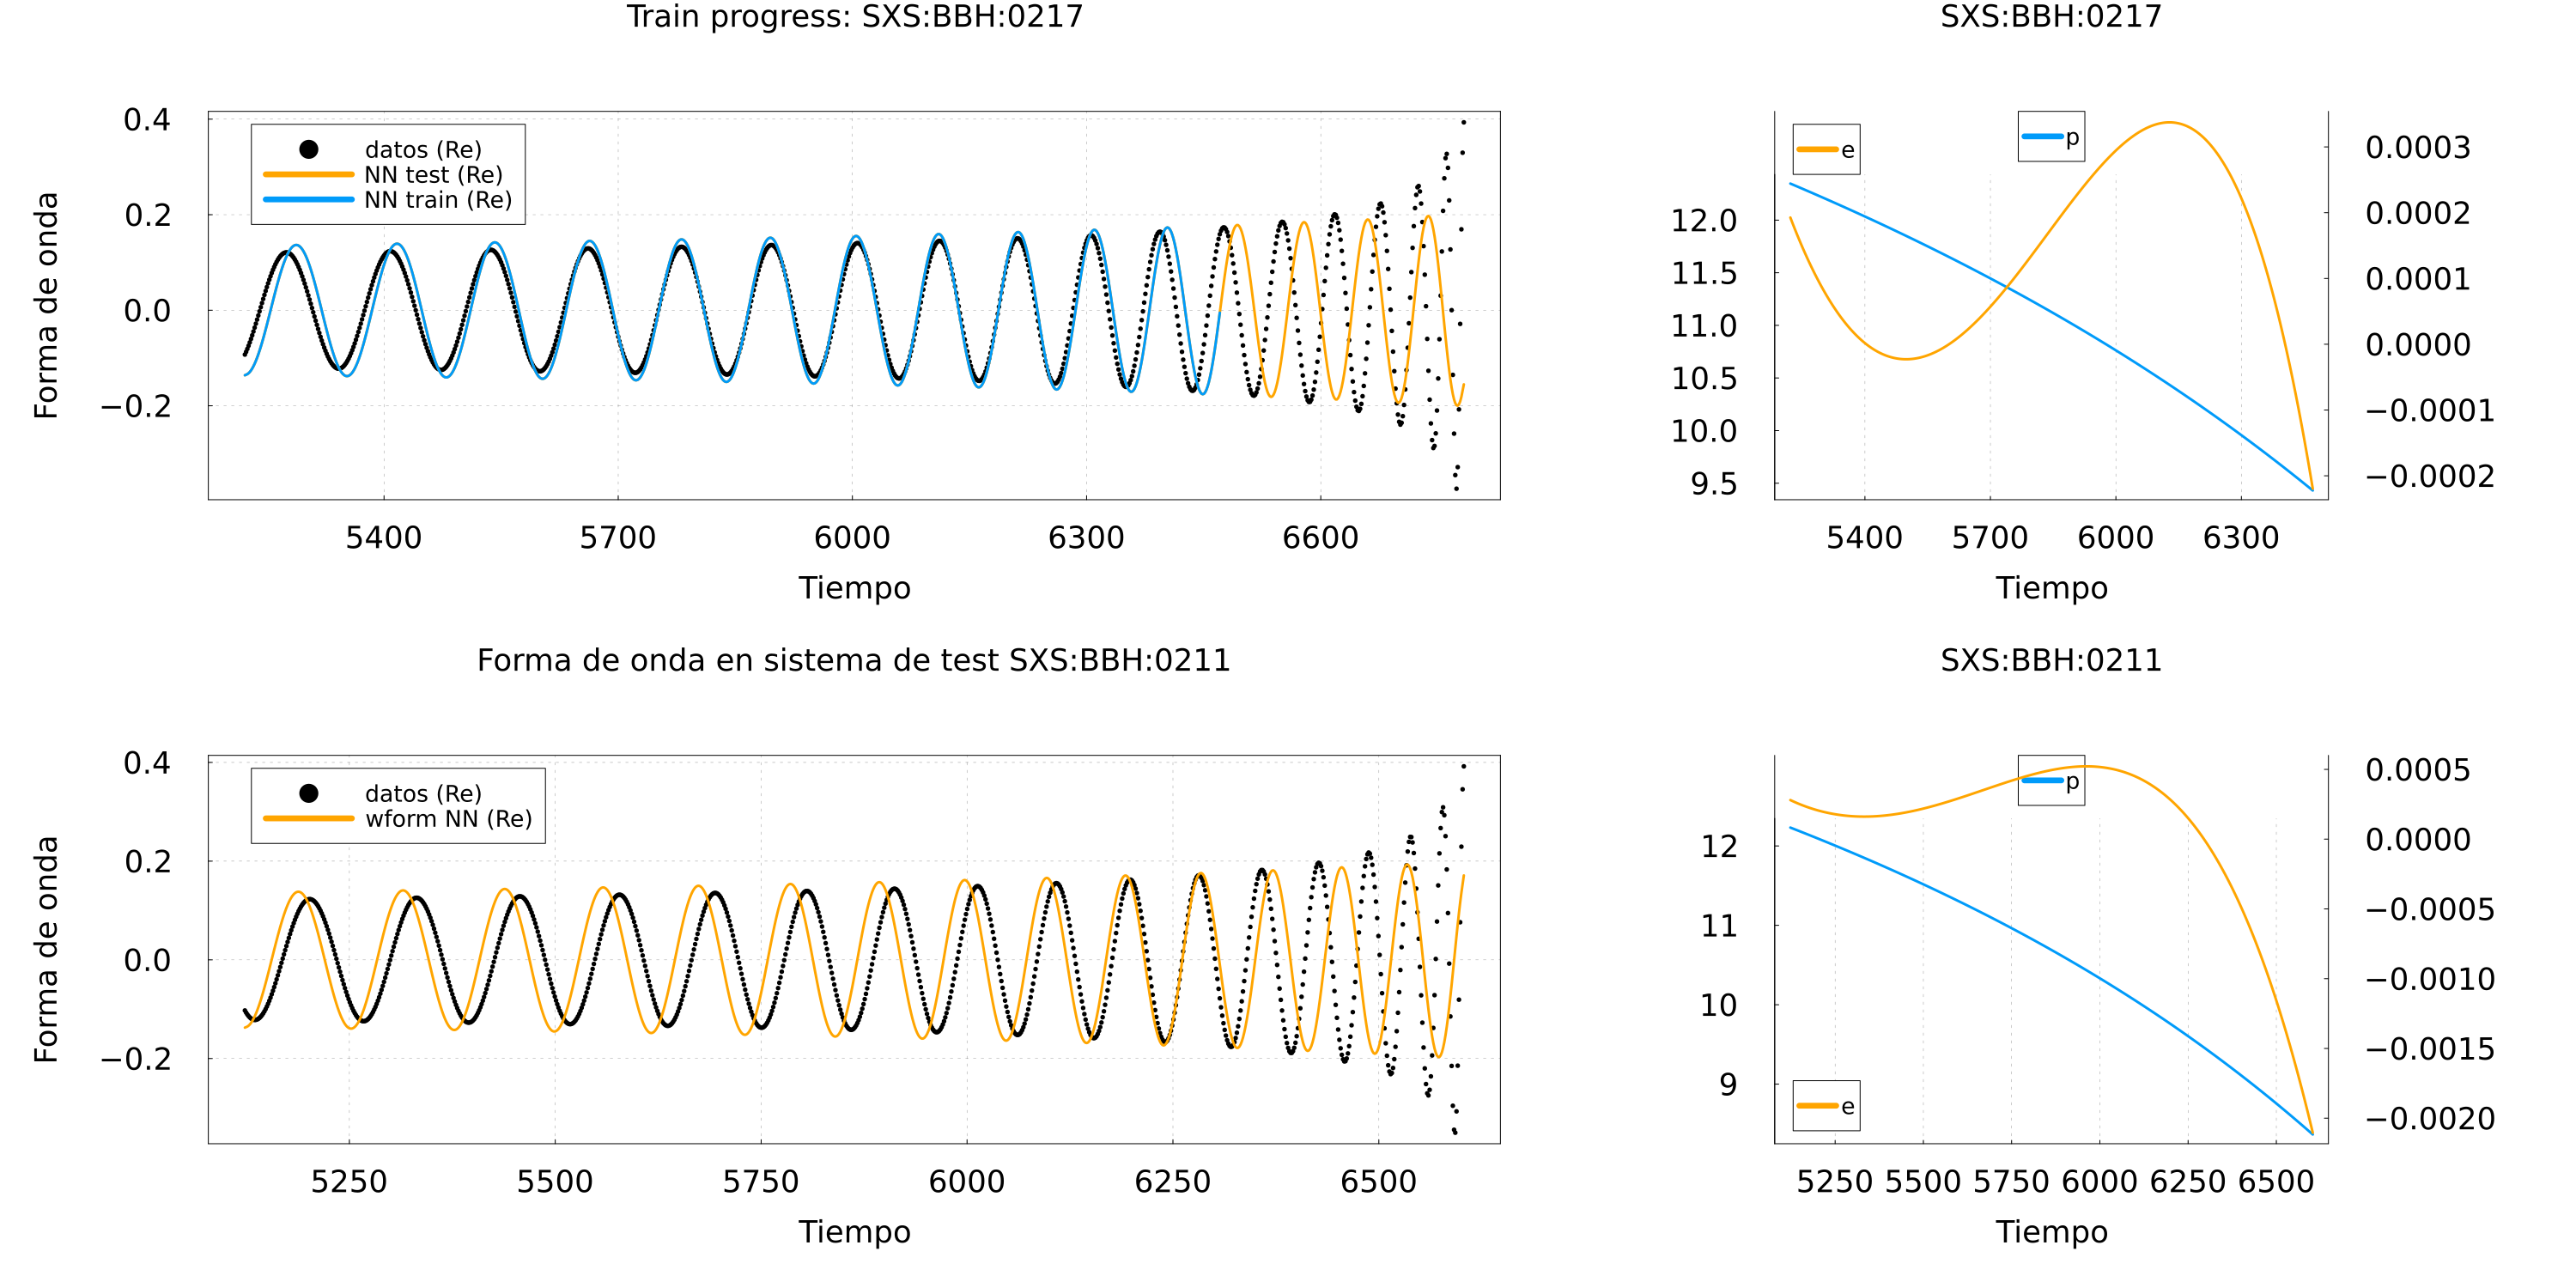 Train progress: SXS:BBH:0217
SXS:BBH:0217
Forma de onda
0.4
0.2
0.0
−0.2
datos (Re)
NN test (Re)
NN train (Re)
5400 5700 6000 6300 6600
Tiempo
e
p
12.0
11.5
11.0
10.5
10.0
9.5
0.0003
0.0002
0.0001
0.0000
−0.0001
−0.0002
5400 5700 6000 6300
Tiempo
Forma de onda en sistema de test SXS:BBH:0211
SXS:BBH:0211
Forma de onda
0.4
0.2
0.0
−0.2
datos (Re)
wform NN (Re)
5250 5500 5750 6000 6250 6500
Tiempo
p
e
12
11
10
9
0.0005
0.0000
−0.0005
−0.0010
−0.0015
−0.0020
5250 5500 5750 6000 6250 6500
Tiempo